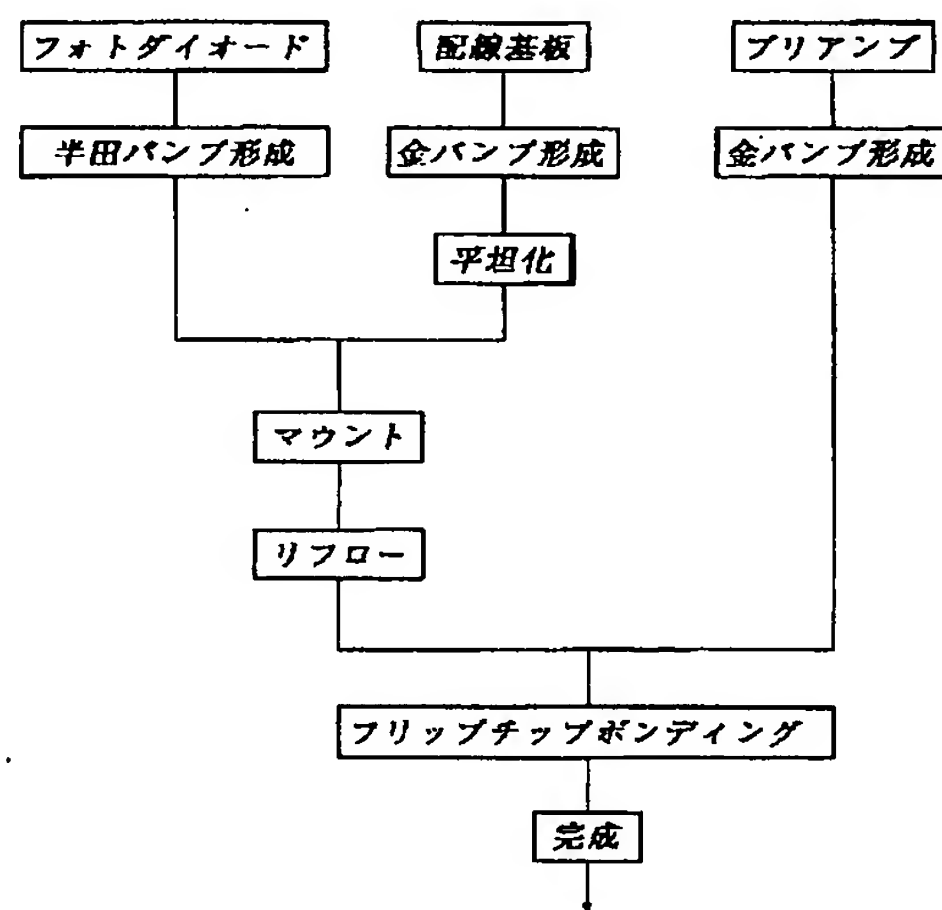 フォトダイオード
配線基板
プリアンプ
半田バンプ形成
金バンプ形成
金バンプ形成
平坦化
マウント
リフロー
フリップチップボンディング
完成